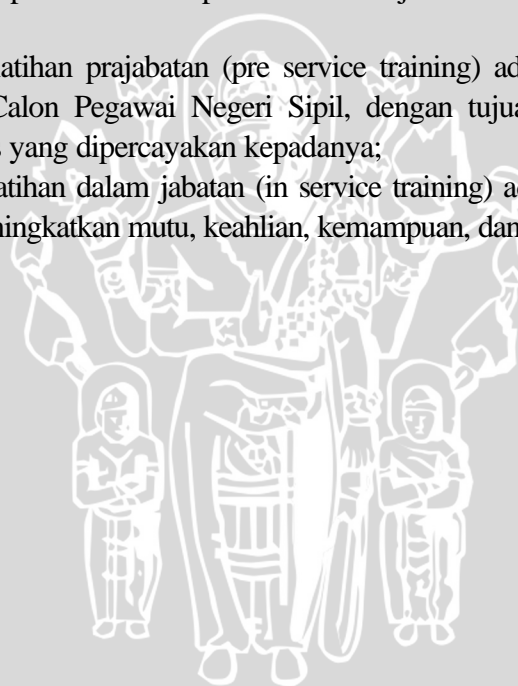 atihan prajabatan (pre service training) ad
Calon Pegawai Negeri Sipil, dengan tujua
yang dipercayakan kepadanya;
atihan dalam jabatan (in service training) a
ningkatkan mutu, keahlian, kemampuan, dan